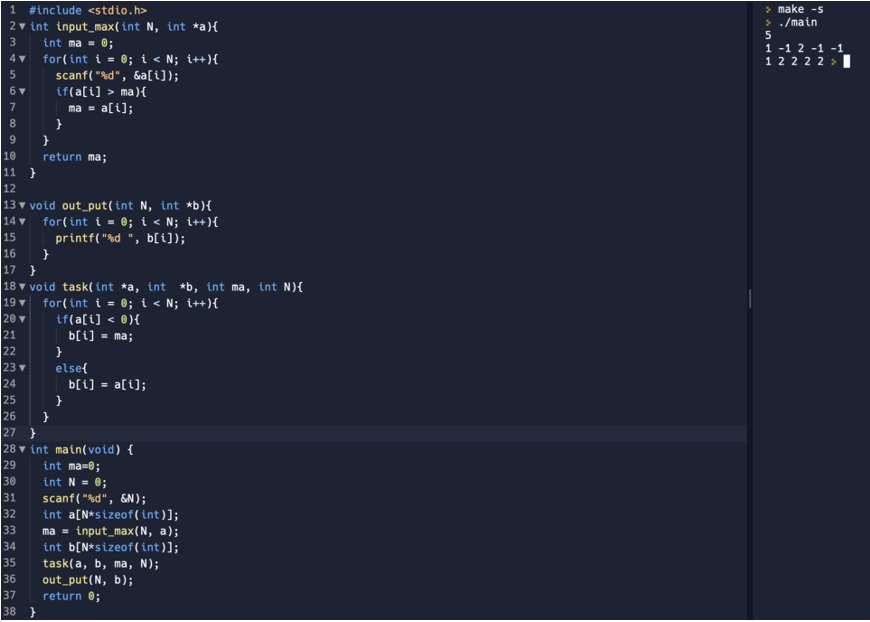 1 #include <stdio.h>
2 int input_max(int N, int *a){
3 int ma = 0;
4 for(int i = 0; i < N; i++){
5 scanf("%d", &a[i]);
6 if(a[i] > ma){
7 ma = a[i];
8 }
9 }
10 return ma;
11 }
12
13 void out_put(int N, int *b){
14 for(int i = 0; i < N; i++){
15 printf("%d ", b[i]);
16 }
17 }
18 void task(int *a, int  *b, int ma, int N){
19 for(int i = 0; i < N; i++){
20 if(a[i] < 0){
21 b[i] = ma;
22 }
23 else{
24 b[i] = a[i];
25 }
26 }
27 }
28 int main(void) {
29 int ma=0;
30 int N = 0;
31 scanf("%d", &N);
32 int a[N*sizeof(int)];
33 ma = input_max(N, a);
34 int b[N*sizeof(int)];
35 task(a, b, ma, N);
36 out_put(N, b);
37 return 0;
38 }
> make -s
> ./main
5
1 -1 2 -1 -1
1 2 2 2 2 >